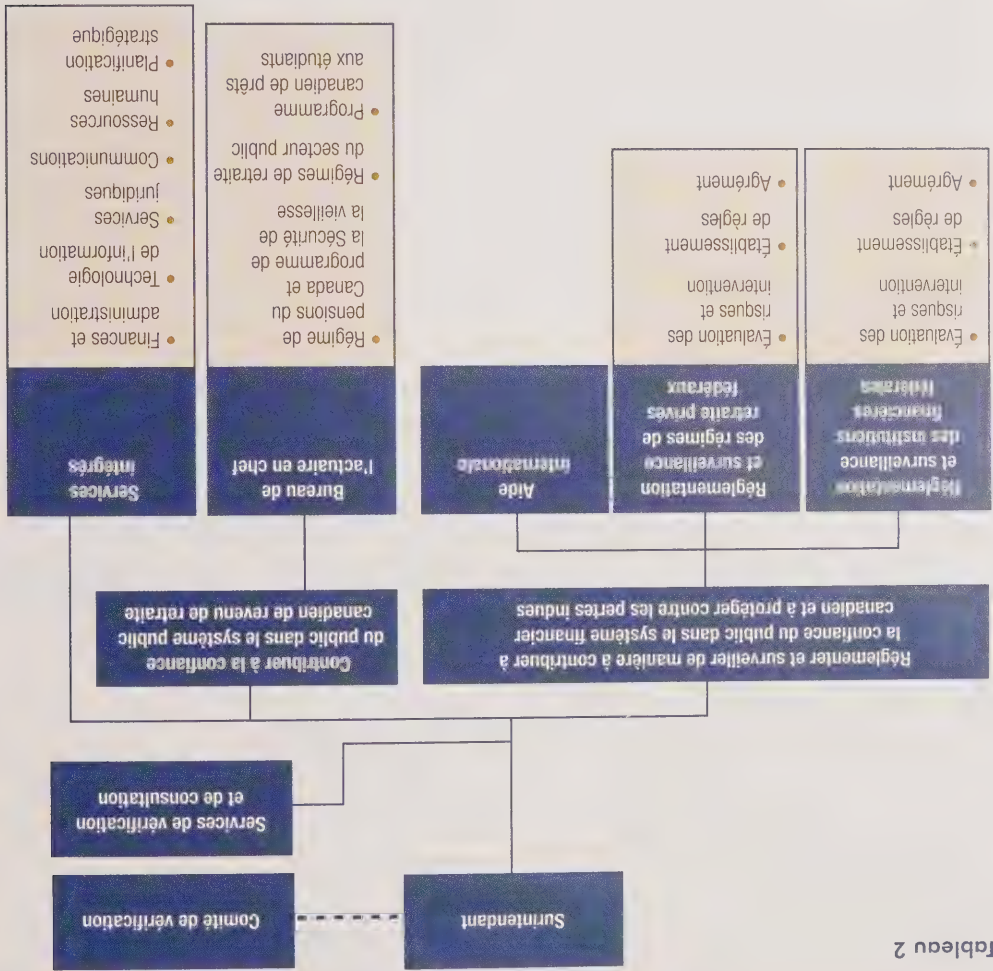 Tableau 2
Surintendant
Comité de vérification
Services de vérification
et de consultation
Réglementer et surveiller de manière à contribuer à
la confiance du public dans le système financier
canadien et à protéger contre les pertes indues
Contribuer à la confiance
du public dans le système public
canadien de revenu de retraite
Réglementation
et surveillance
des institutions
financières
fédérales
• Évaluation des
risques et
intervention
• Établissement
de règles
• Agrément
Réglementation
et surveillance
des régimes de
retraite privés
fédéraux
• Évaluation des
risques et
intervention
• Établissement
de règles
• Agrément
Aide
internationale
Bureau de
l'actuaire en chef
• Régime de
pensions du
Canada et
programme de
la Sécurité de
la vieillesse
• Régimes de retraite
du secteur public
• Programme
canadien de prêts
aux étudiants
Services
intégrés
• Finances et
administration
• Technologie
de l'information
• Services
juridiques
• Communications
• Ressources
humaines
• Planification
stratégique